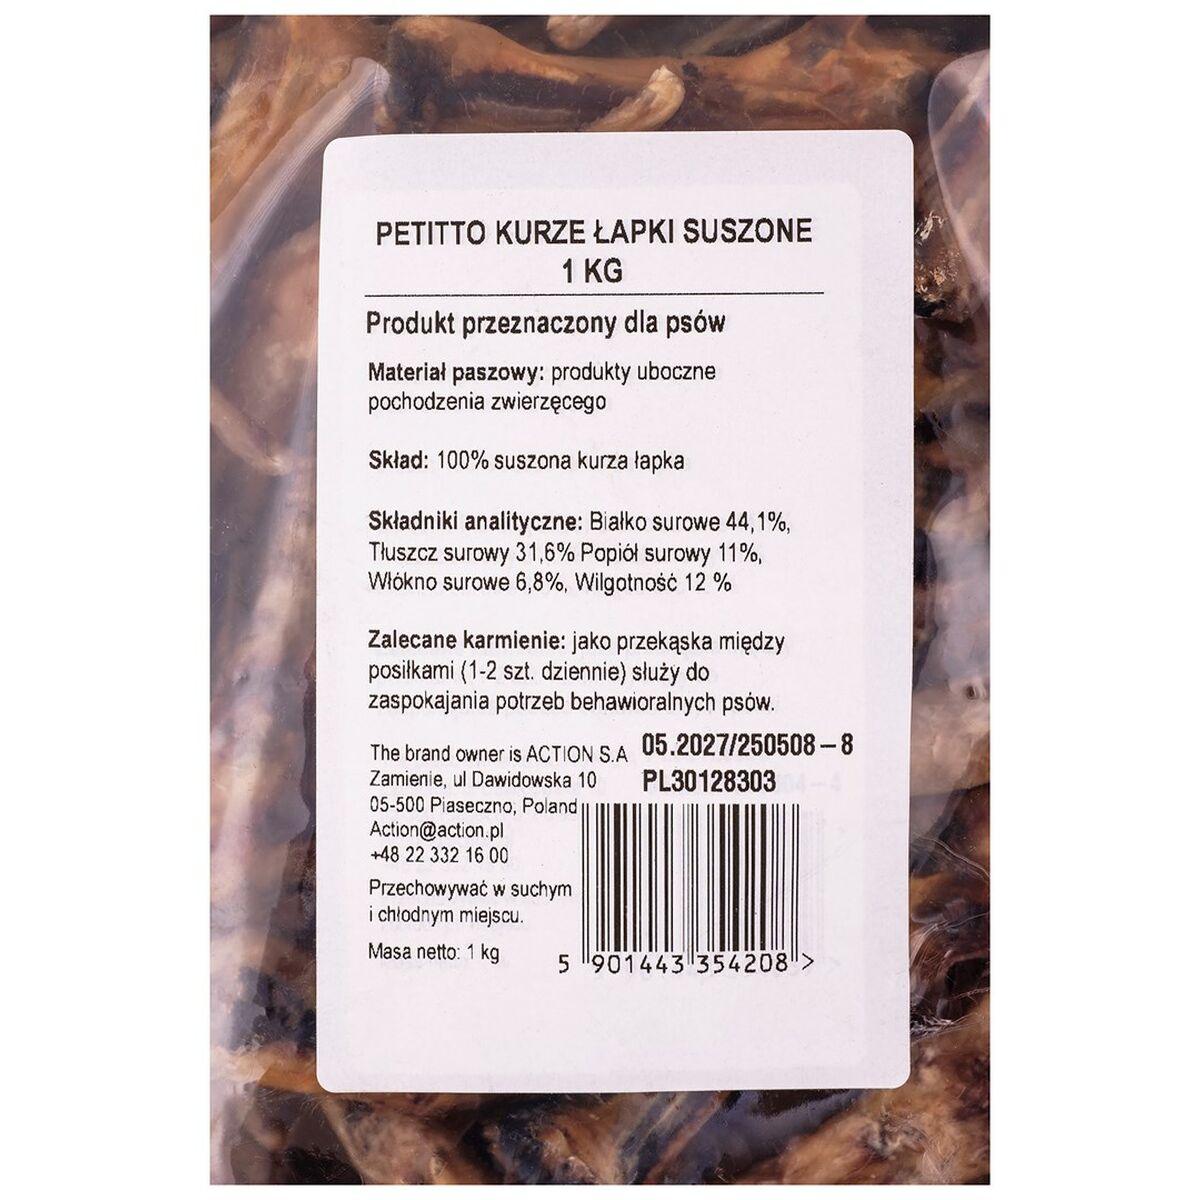 PETITTO KURZE ŁAPKI SUSZONE
1 KG
Produkt przeznaczony dla psów
Materiał paszowy: produkty uboczne
pochodzenia zwierzęcego
Skład: 100% suszona kurza łapka
Składniki analityczne: Białko surowe 44,1%,
Tłuszcz surowy 31,6% Popiół surowy 11%,
Włókno surowe 6,8%, Wilgotność 12 %
Zalecane karmienie: jako przekąska między
posiłkami (1-2 szt. dziennie) służy do
zaspokajania potrzeb behawioralnych psów.
The brand owner is ACTION S.A
Zamienie, ul Dawidowska 10
05-500 Piaseczno, Poland
Action@action.pl
+48 22 332 16 00
Przechowywać w suchym
i chłodnym miejscu.
Masa netto: 1 kg
05.2027/250508 – 8
PL30128303
5 901443 354208 >